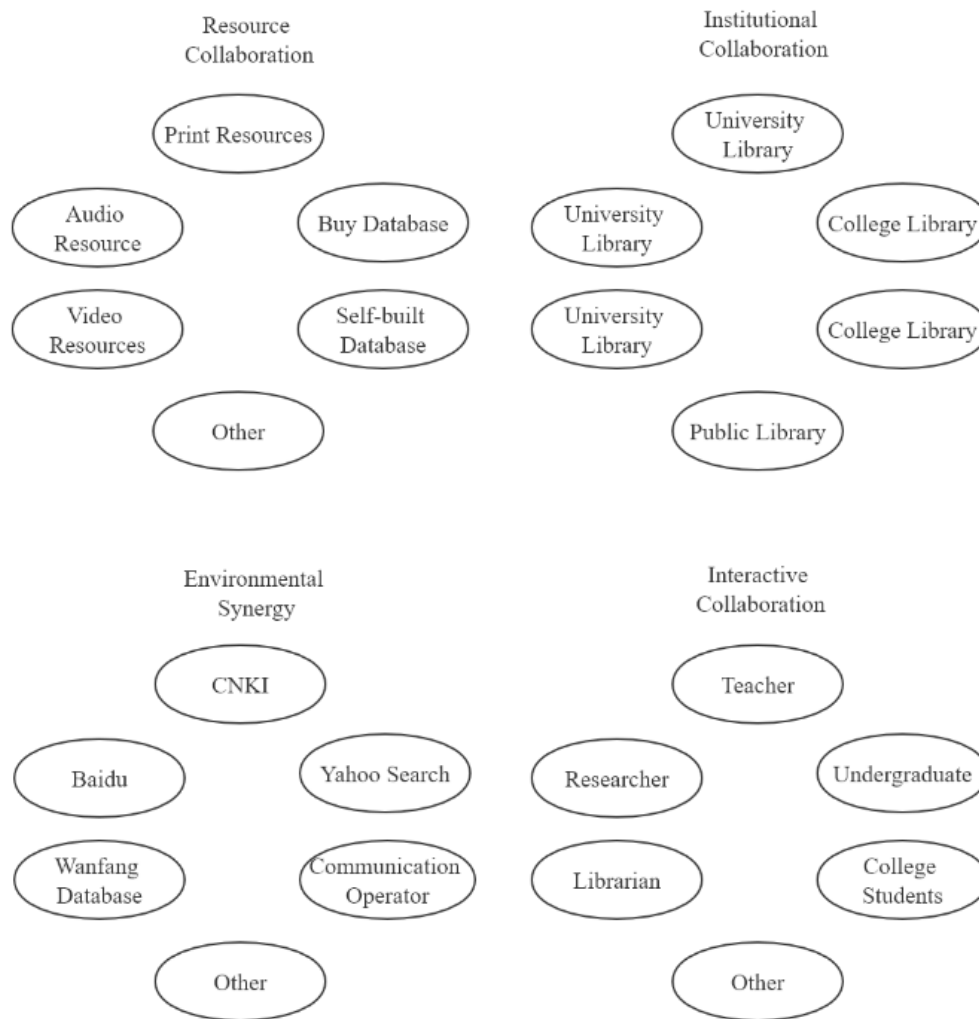 Resource
Collaboration
Print Resources
Audio
Resource
Buy Database
Video
Resources
Self-built
Database
Other
Institutional
Collaboration
University
Library
University
Library
College Library
University
Library
College Library
Public Library
Environmental
Synergy
CNKI
Baidu
Yahoo Search
Wanfang
Database
Communication
Operator
Other
Interactive
Collaboration
Teacher
Researcher
Undergraduate
Librarian
College
Students
Other